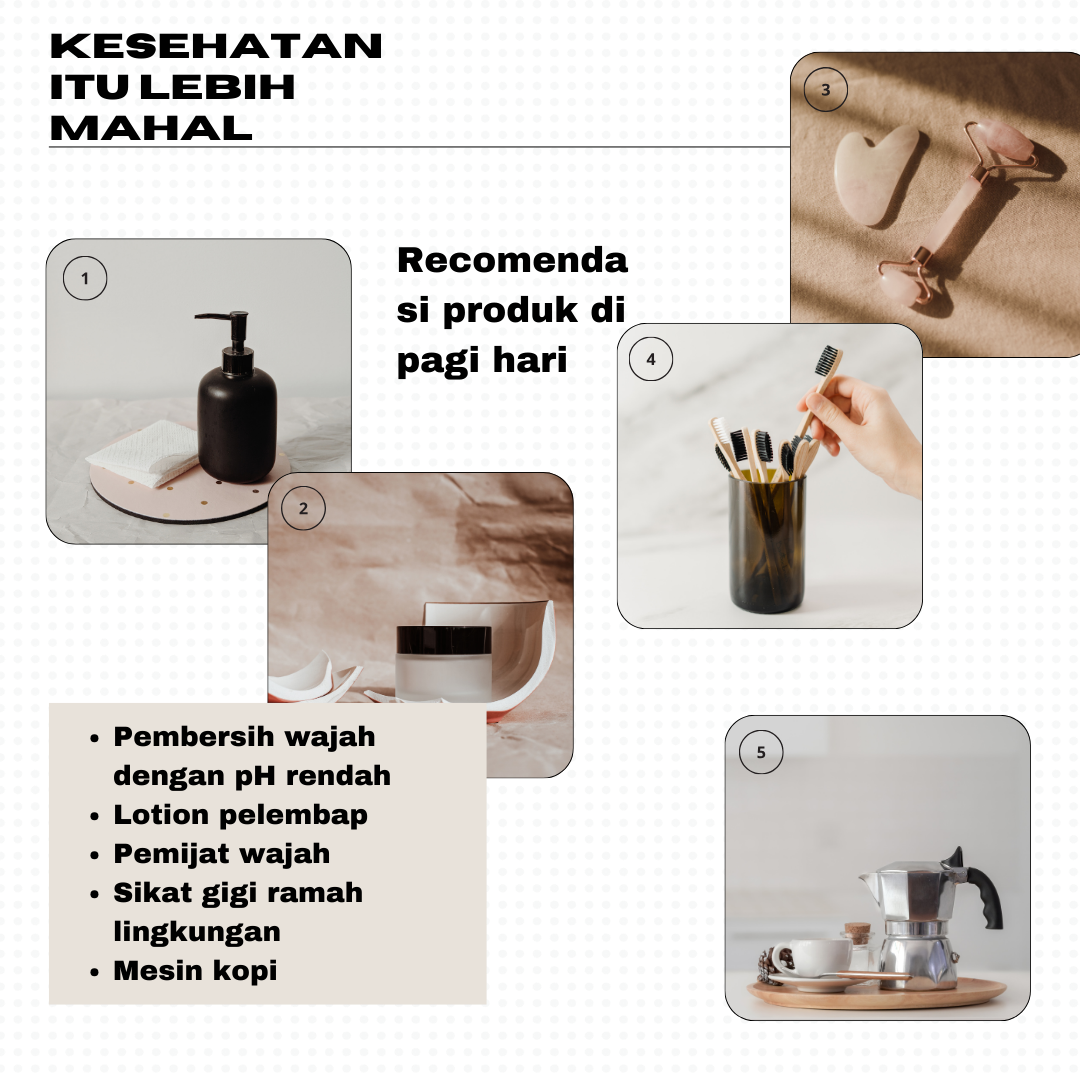 KESEHATAN
ITU LEBIH
MAHAL
3
1
Recomenda
si produk di
pagi hari
4
2
• Pembersih wajah
dengan pH rendah
• Lotion pelembap
• Pemijat wajah
• Sikat gigi ramah
lingkungan
• Mesin kopi
5